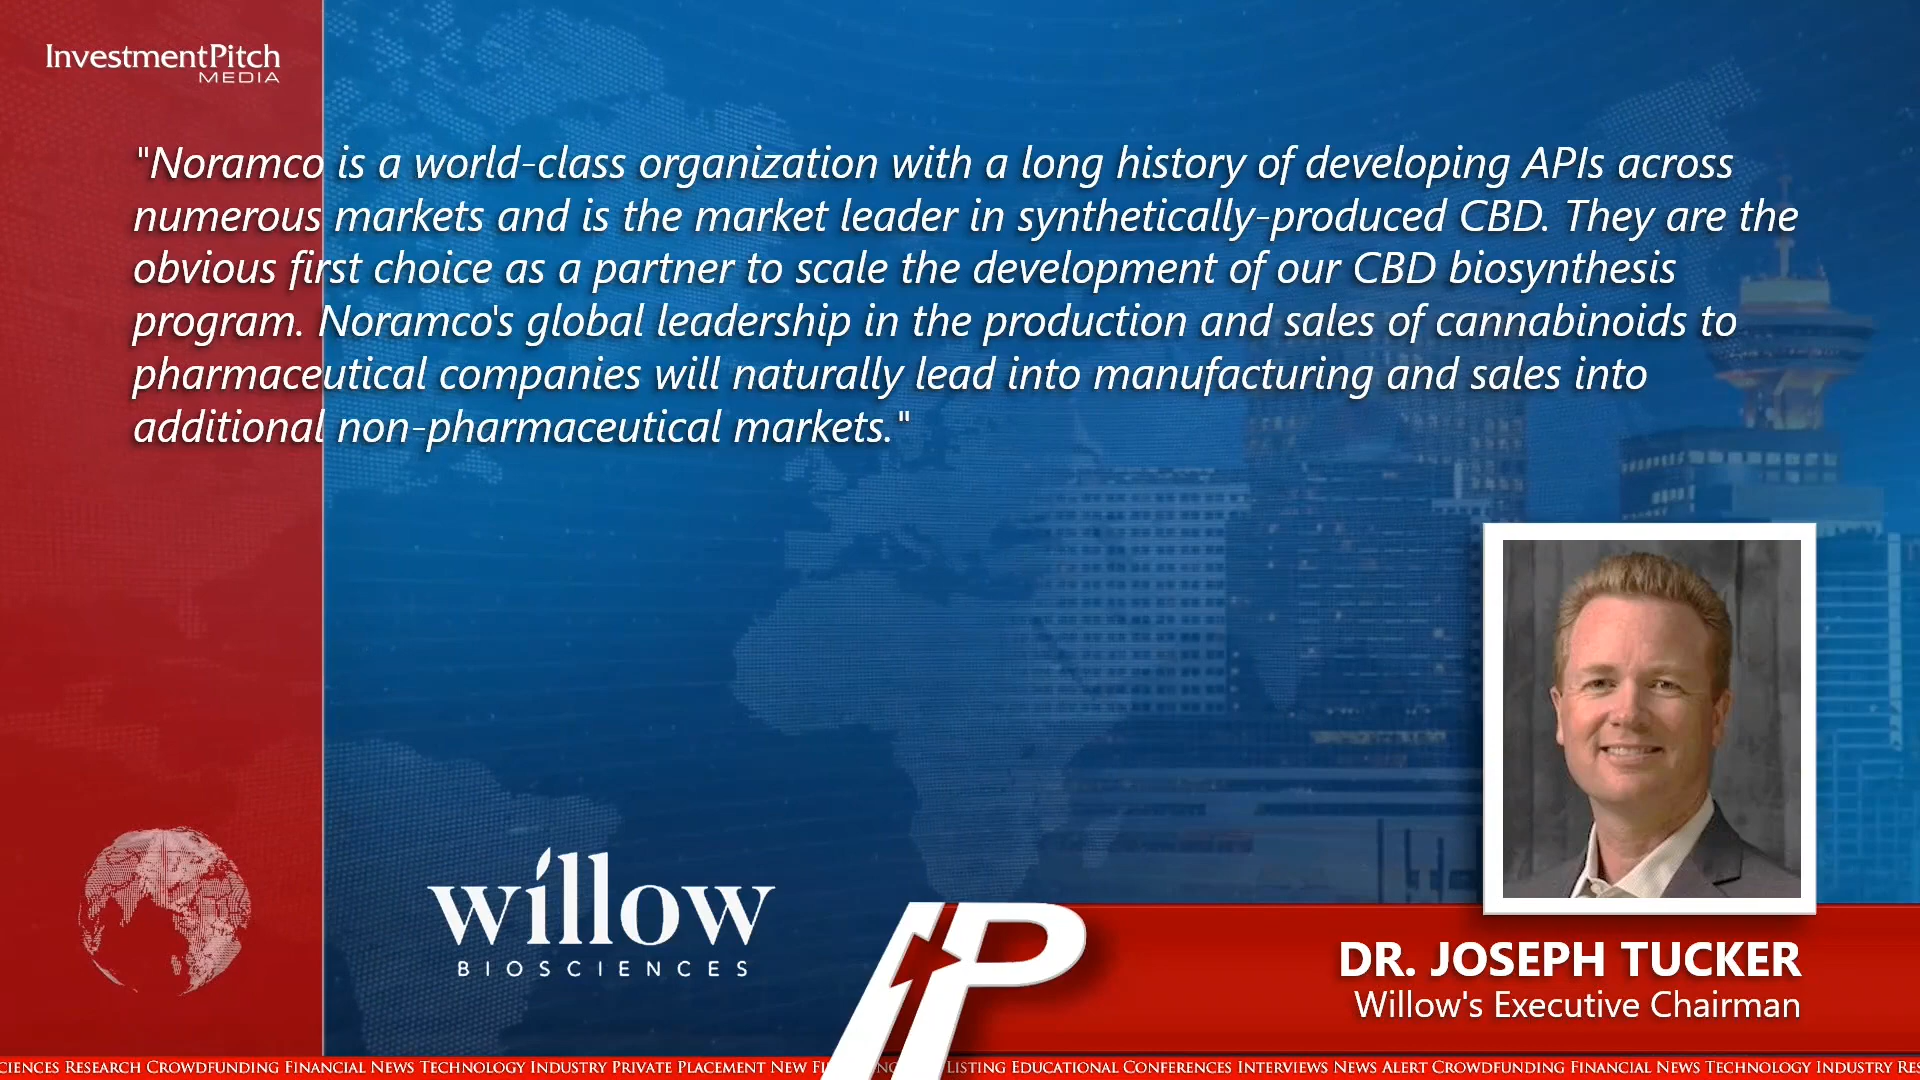 InvestmentPitch
MEDIA
"Noramco is a world-class organization with a long history of developing APIs across
numerous markets and is the market leader in synthetically-produced CBD. They are the
obvious first choice as a partner to scale the development of our CBD biosynthesis
program. Noramco's global leadership in the production and sales of cannabinoids to
pharmaceutical companies will naturally lead into manufacturing and sales into
additional non-pharmaceutical markets."
willow
BIOSCIENCES
IP
DR. JOSEPH TUCKER
Willow's Executive Chairman
RESEARCH CROWDFUNDING FINANCIAL NEWS TECHNOLOGY INDUSTRY PRIVATE PLACEMENT NEW LISTING EDUCATIONAL CONFERENCES INTERVIEWS NEWS ALERT CROWDFUNDING FINANCIAL NEWS TECHNOLOGY INDUSTRY